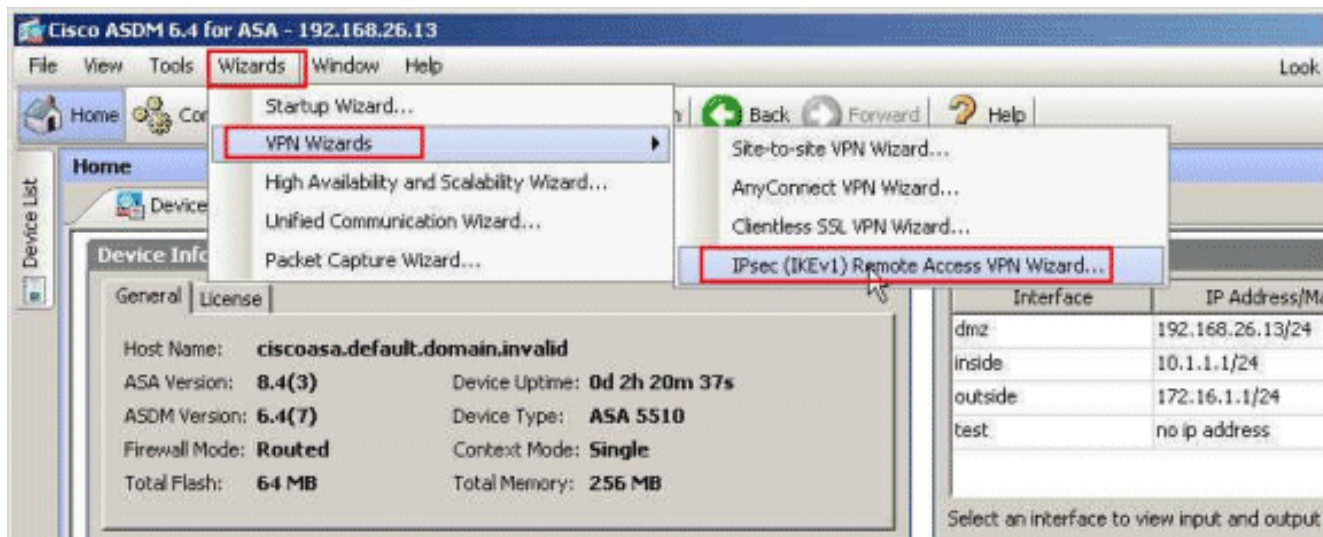 Cisco ASDM 6.4 for ASA - 192.168.26.13
File View Tools Wizards Window Help
Look
Home
Back Forward Help
Startup Wizard...
VPN Wizards
High Availability and Scalability Wizard...
Unified Communication Wizard...
Packet Capture Wizard...
Site-to-site VPN Wizard...
AnyConnect VPN Wizard...
Clientless SSL VPN Wizard...
IPsec (IKEv1) Remote Access VPN Wizard...
Device List
Home
Device
Device Info
General License
Host Name: ciscoasa.default.domain.invalid
ASA Version: 8.4(3) Device Uptime: 0d 2h 20m 37s
ASDM Version: 6.4(7) Device Type: ASA 5510
Firewall Mode: Routed Context Mode: Single
Total Flash: 64 MB Total Memory: 256 MB
Interface IP Address/Ma
dmz 192.168.26.13/24
inside 10.1.1.1/24
outside 172.16.1.1/24
test no ip address
Select an interface to view input and output